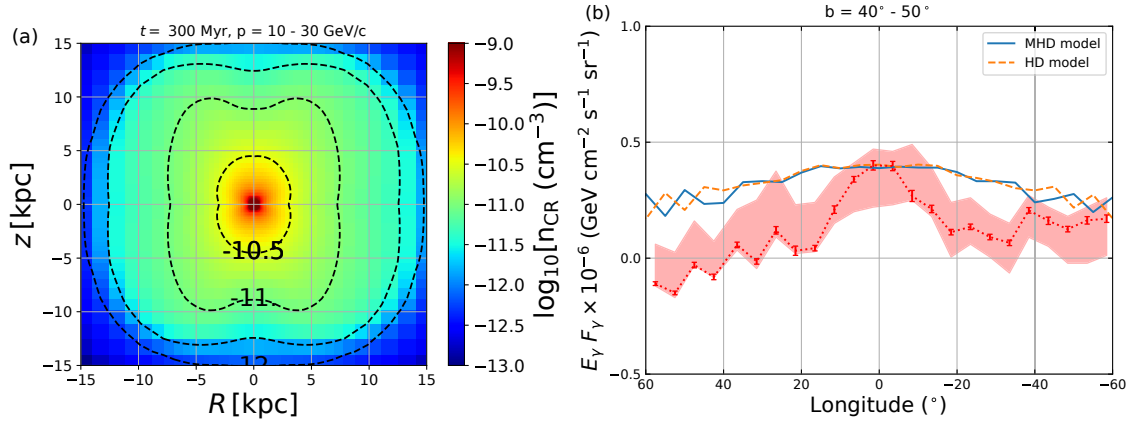 (a)
t = 300 Myr, p = 10 - 30 GeV/c
z [kpc]
15
10
5
0
−5
−10
−15
-10.5
-11
12
−15 −10 −5 0 5 10 15
R [kpc]
−9.0
−9.5
−10.0
−10.5
−11.0
−11.5
−12.0
−12.5
−13.0
log₁₀[n_CR (cm⁻³)]
(b)
b = 40° - 50°
MHD model
HD model
E_γ F_γ × 10⁻⁶ (GeV cm⁻² s⁻¹ sr⁻¹)
1.0
0.5
0.0
−0.5
60 40 20 0 −20 −40 −60
Longitude (°)